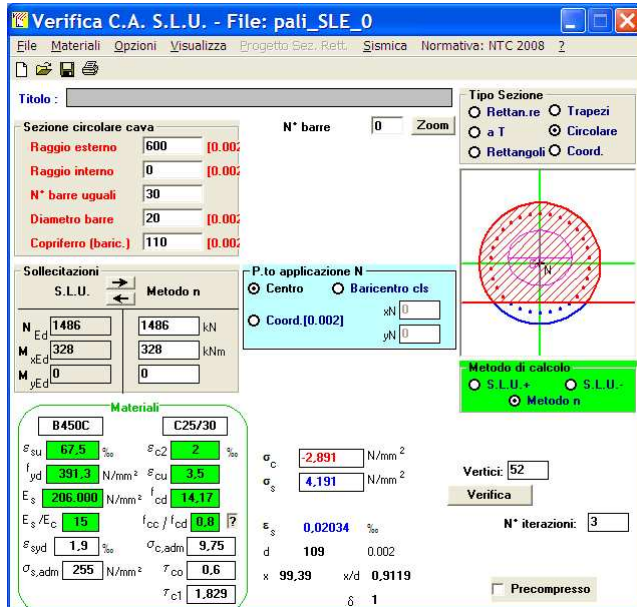 Verifica C.A. S.L.U. - File: pali_SLE_0
File Materiali Opzioni Visualizza Progetto Sez. Rett. Sismica Normativa: NTC 2008 ?
Titolo :
Tipo Sezione
Rettan.re Trapezi
a T Circolare
Rettangoli Coord.
Sezione circolare cava
Raggio esterno 600 [0.002
Raggio interno 0 [0.002
N* barre uguali 30
Diametro barre 20 [0.002
Copriferro (baric.) 110 [0.002
N* barre 0 Zoom
N
Sollecitazioni
S.L.U. Metodo n
N Ed 1486 1486 kN
M xEd 328 328 kNm
M yEd 0 0
P.to applicazione N
Centro Baricentro cls
Coord.[0.002] xN 0
yN 0
Metodo di calcolo
S.L.U.+ S.L.U.-
Metodo n
Materiali
B450C C25/30
ε su 67,5 ‰ ε c2 2 ‰
f yd 391,3 N/mm² ε cu 3,5
E s 206.000 N/mm² f cd 14,17
E s /E c 15 f cc / f cd 0,8 ?
ε syd 1,9 ‰ σ c,adm 9,75
σ s,adm 255 N/mm² τ co 0,6
τ c1 1,829
σ c -2,891 N/mm²
σ s 4,191 N/mm²
ε s 0,02034 ‰
d 109 0.002
x 99,39 x/d 0,9119
δ 1
Vertici: 52
Verifica
N* iterazioni: 3
Precompresso